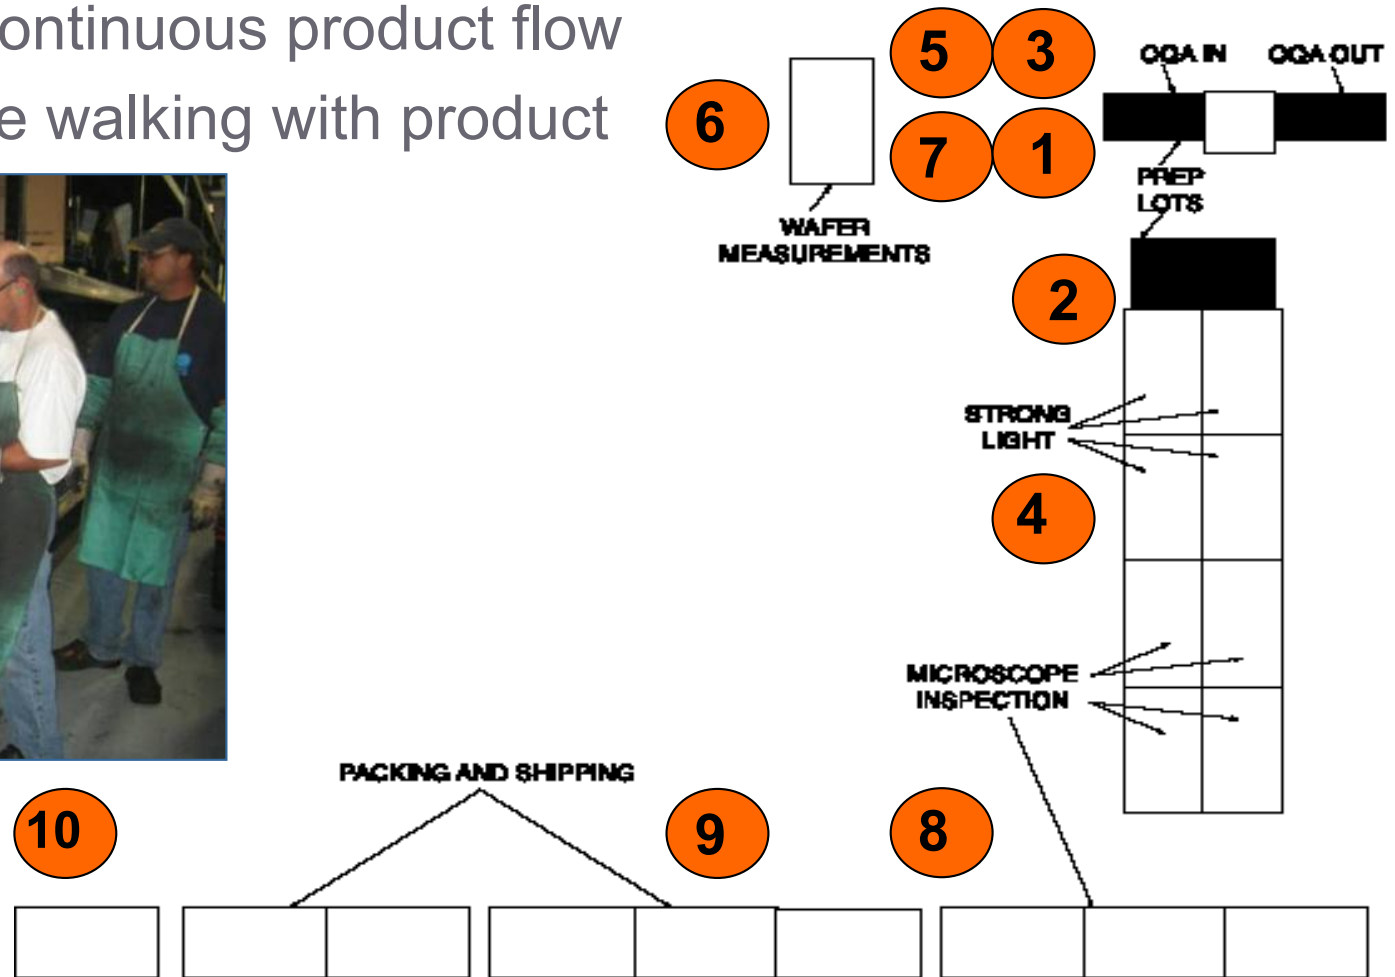 ontinuous product flow
e walking with product
5
3
6
7
1
OQA IN
OQA OUT
PREP
LOTS
WAFER
MEASUREMENTS
2
STRONG
LIGHT
4
MICROSCOPE
INSPECTION
PACKING AND SHIPPING
10
9
8